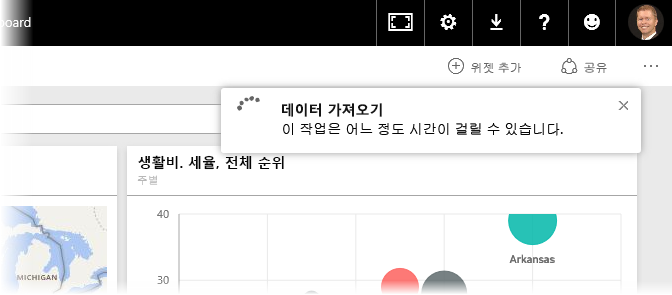 board
위젯 추가
공유
데이터 가져오기
이 작업은 어느 정도 시간이 걸릴 수 있습니다.
생활비. 세율, 전체 순위
주별
40
Arkansas
MICHIGAN
30